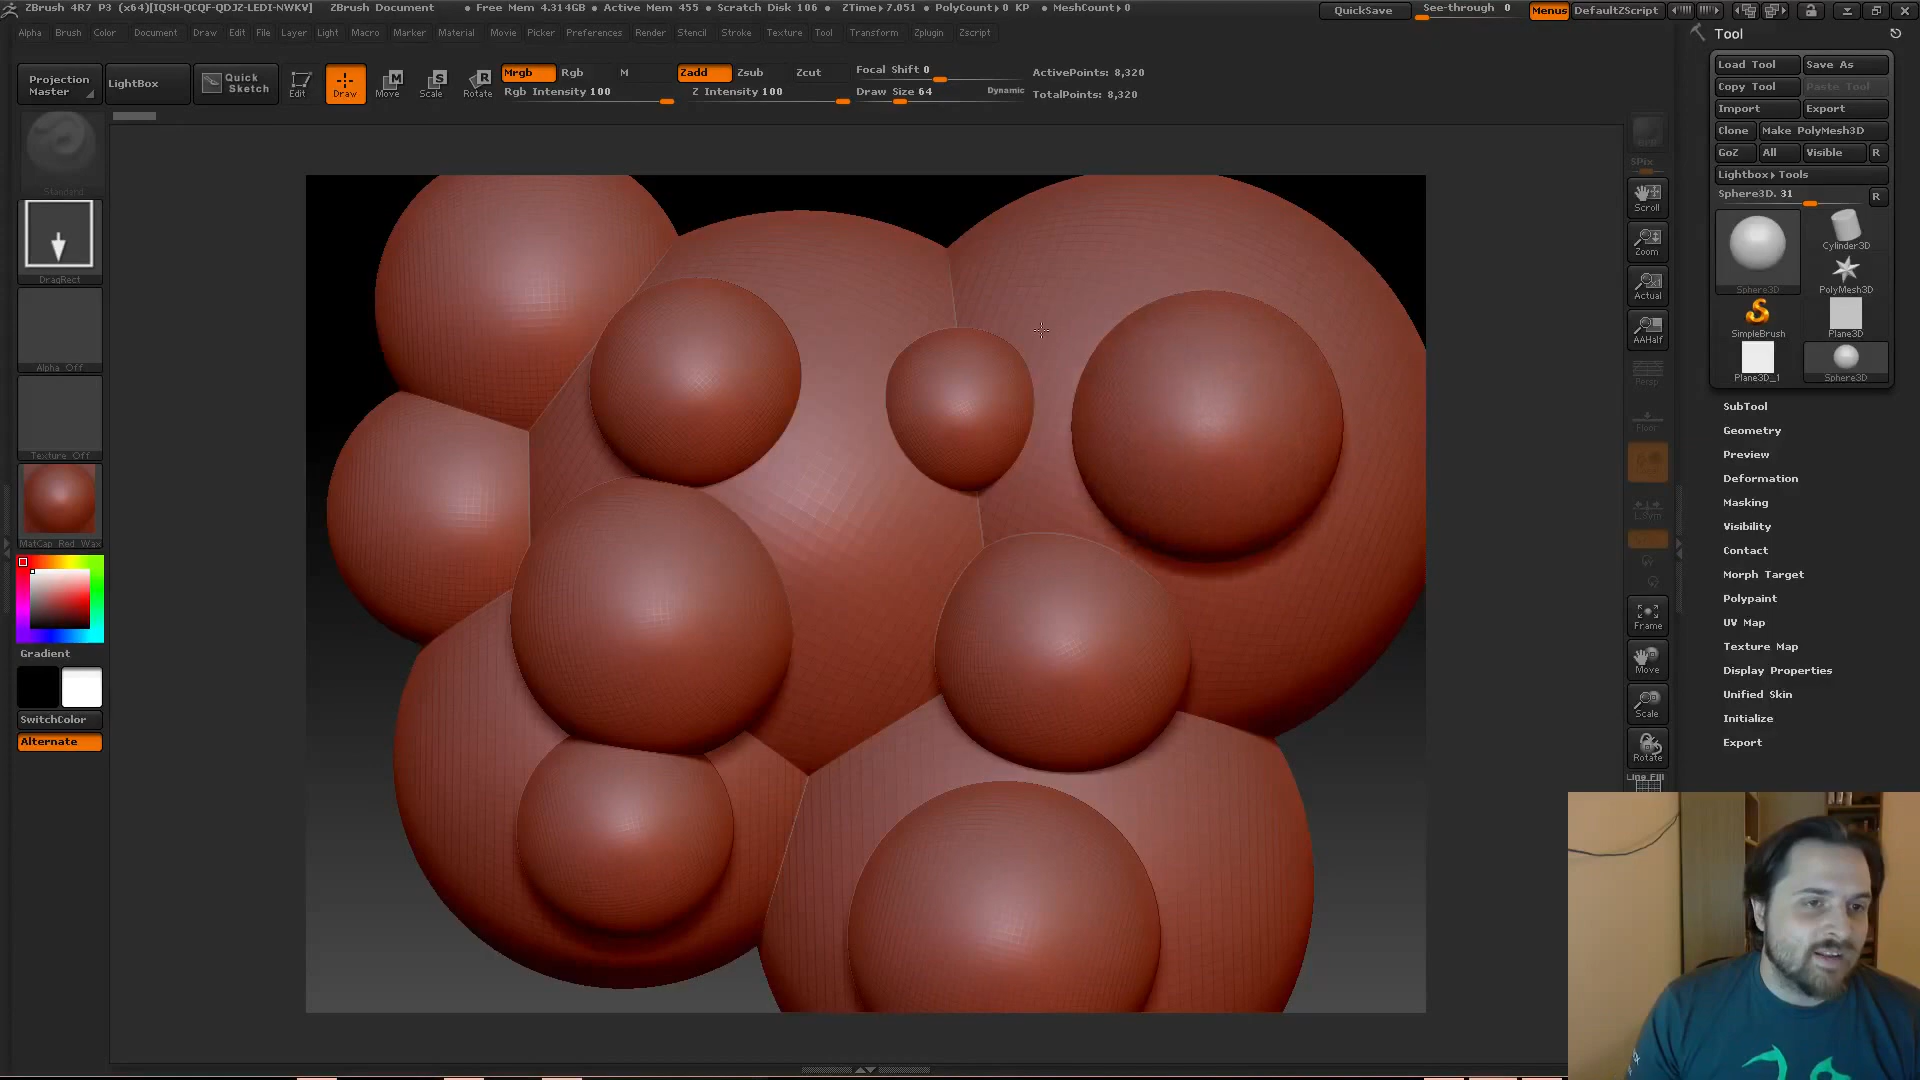 ZBrush 4R7 P3 (x64)[IQSH-QCQF-QDJZ-LEDI-NWKV] ZBrush Document • Free Mem 4.314GB • Active Mem 455 • Scratch Disk 106 • ZTime▸7.051 • PolyCount▸0 KP • MeshCount▸0 QuickSave See-through 0 Menus DefaultZScript
Alpha Brush Color Document Draw Edit File Layer Light Macro Marker Material Movie Picker Preferences Render Stencil Stroke Texture Tool Transform Zplugin Zscript
Tool
Projection Master
LightBox
Quick Sketch
Edit
Draw
Move
Scale
Rotate
Mrgb Rgb M
Rgb Intensity 100
Zadd Zsub Zcut
Z Intensity 100
Focal Shift 0
Draw Size 64
Dynamic
ActivePoints: 8,320
TotalPoints: 8,320
Load Tool Save As
Copy Tool Paste Tool
Import Export
Clone Make PolyMesh3D
GoZ All Visible R
Lightbox▸Tools
Sphere3D. 31 R
Sphere3D
Cylinder3D
PolyMesh3D
SimpleBrush
Plane3D
Plane3D_1
Sphere3D
SubTool
Geometry
Preview
Deformation
Masking
Visibility
Contact
Morph Target
Polypaint
UV Map
Texture Map
Display Properties
Unified Skin
Initialize
Export
Standard
DragRect
Alpha Off
Texture Off
MatCap Red Wax
Gradient
SwitchColor
Alternate
SPix
Scroll
Zoom
Actual
AAHalf
Persp
Floor
L.Sym
Frame
Move
Scale
Rotate
Line Fill